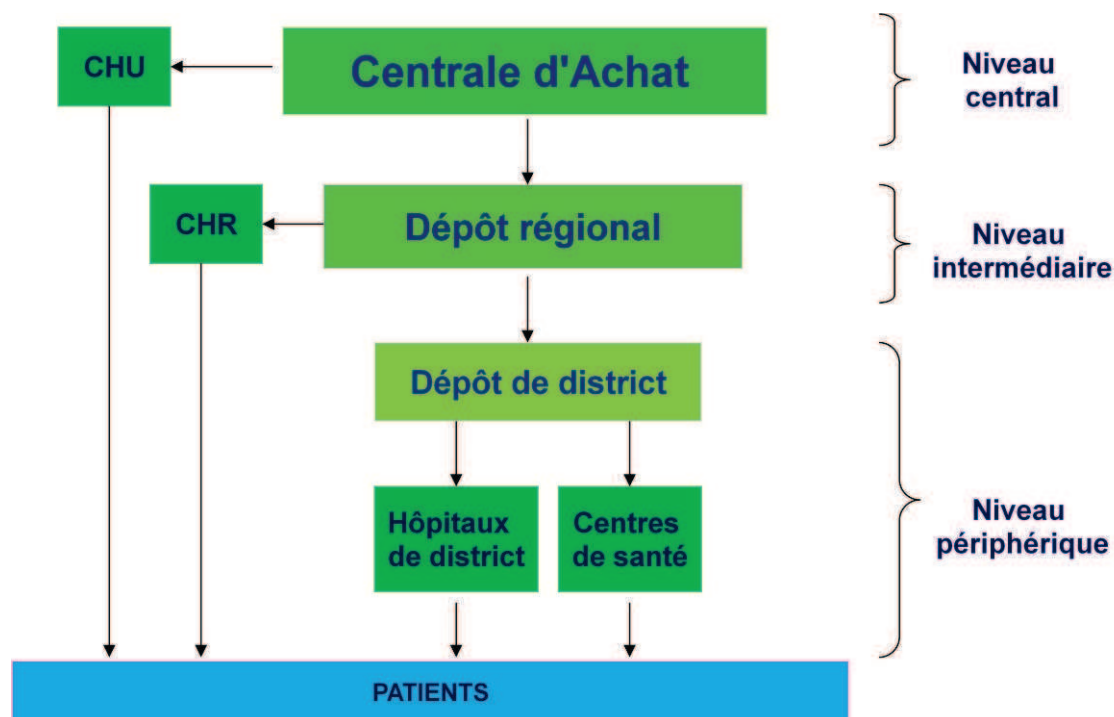 CHU
Centrale d'Achat
Niveau
central
CHR
Dépôt régional
Niveau
intermédiaire
Dépôt de district
Hôpitaux
de district
Centres
de santé
Niveau
périphérique
PATIENTS